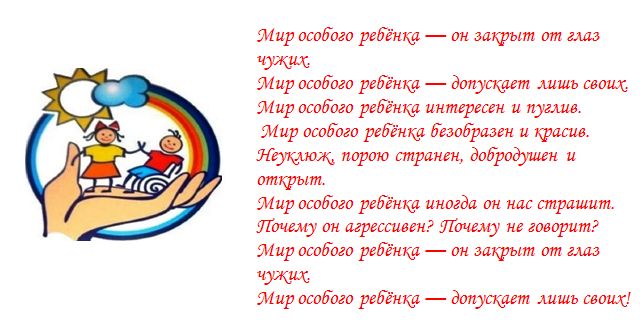 Мир особого ребёнка — он закрыт от глаз
чужих.
Мир особого ребёнка — допускает лишь своих.
Мир особого ребёнка интересен и пуглив.
Мир особого ребёнка безобразен и красив.
Неуклюж, порою странен, добродушен и
открыт.
Мир особого ребёнка иногда он нас страшит.
Почему он агрессивен? Почему не говорит?
Мир особого ребёнка — он закрыт от глаз
чужих.
Мир особого ребёнка — допускает лишь своих!